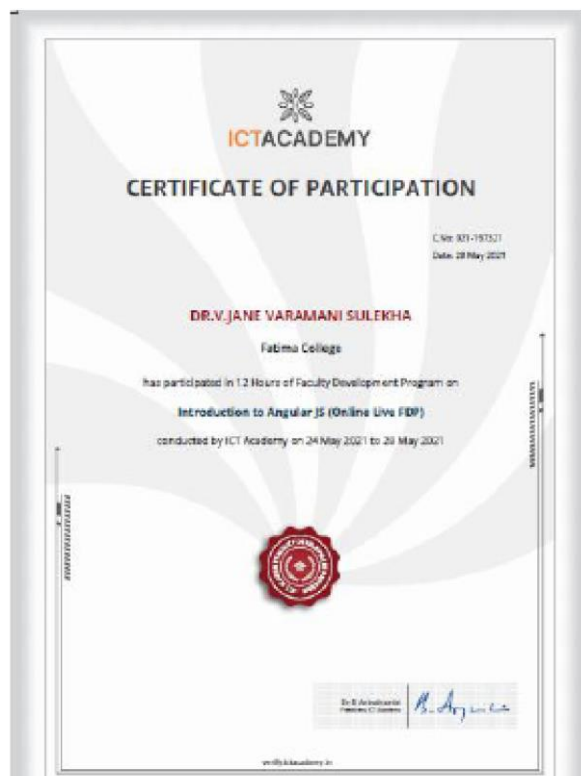 ICTACADEMY
CERTIFICATE OF PARTICIPATION
Date: 28 May 2021
DR.V.JANE VARAMANI SULEKHA
Fatima College
has participated in 12 Hours of Faculty Development Program on
Introduction to Angular JS (Online Live FDP)
conducted by ICT Academy on 24 May 2021 to 28 May 2021